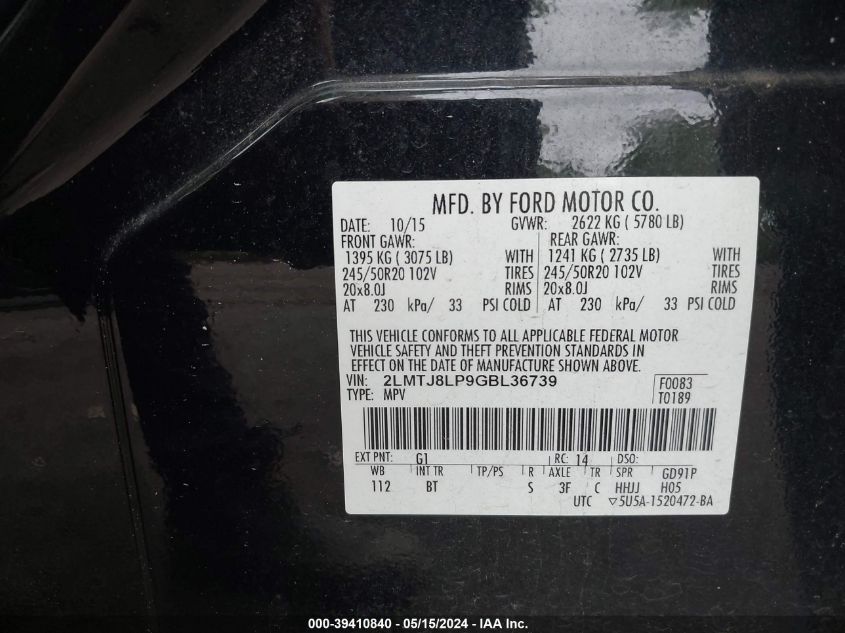 MFD. BY FORD MOTOR CO.
DATE: 10/15 GVWR: 2622 KG ( 5780 LB)
FRONT GAWR: REAR GAWR:
1395 KG ( 3075 LB) WITH 1241 KG ( 2735 LB) WITH
245/50R20 102V TIRES 245/50R20 102V TIRES
20x8.0J RIMS 20x8.0J RIMS
AT 230 kPa/ 33 PSI COLD AT 230 kPa/ 33 PSI COLD
THIS VEHICLE CONFORMS TO ALL APPLICABLE FEDERAL MOTOR
VEHICLE SAFETY AND THEFT PREVENTION STANDARDS IN
EFFECT ON THE DATE OF MANUFACTURE SHOWN ABOVE.
VIN: 2LMTJ8LP9GBL36739 F0083
TYPE: MPV T0189
EXT PNT: G1 RC: 14 DSO:
WB INT TR TP/PS R AXLE TR SPR GD91P
112 BT S 3F C HHJJ H05
UTC ▽5U5A-1520472-BA
000-39410840 - 05/15/2024 - IAA Inc.